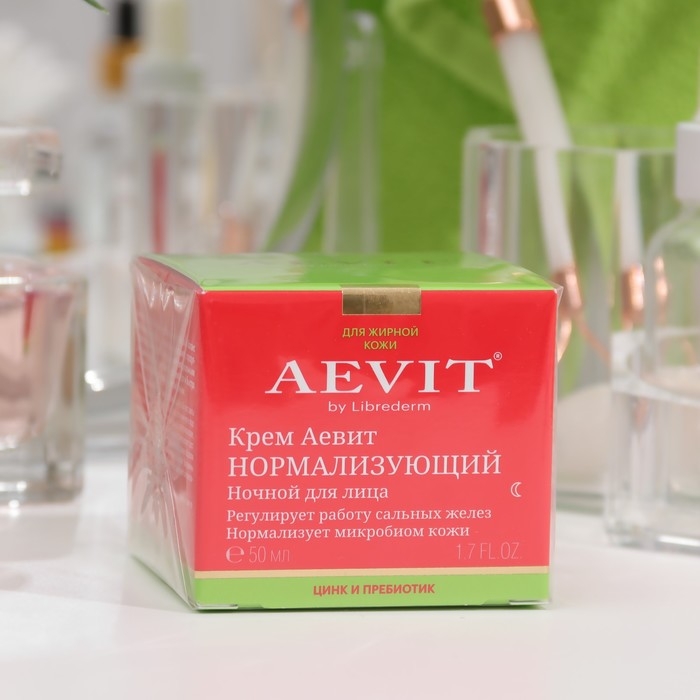 ДЛЯ ЖИРНОЙ
КОЖИ
AEVIT®
by Librederm
Крем Аевит
НОРМАЛИЗУЮЩИЙ
Ночной для лица
Регулирует работу сальных желез
Нормализует микробиом кожи
℮ 50 МЛ 1.7 FL.OZ.
ЦИНК И ПРЕБИОТИК